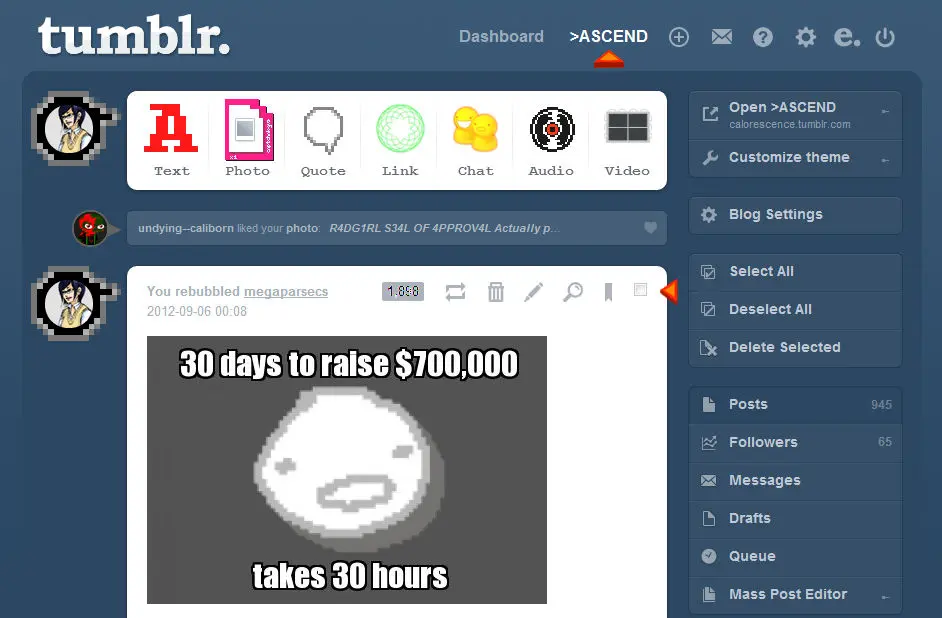 tumblr.
Dashboard
>ASCEND
e.
Text
Photo
Quote
Link
Chat
Audio
Video
undying--caliborn liked your photo: R4DG1RL S34L OF 4PPROV4L Actually p...
You rebubbled megaparsecs
1,898
2012-09-06 00:08
30 days to raise $700,000
takes 30 hours
Open >ASCEND
calorescence.tumblr.com
Customize theme
Blog Settings
Select All
Deselect All
Delete Selected
Posts 945
Followers 65
Messages
Drafts
Queue
Mass Post Editor